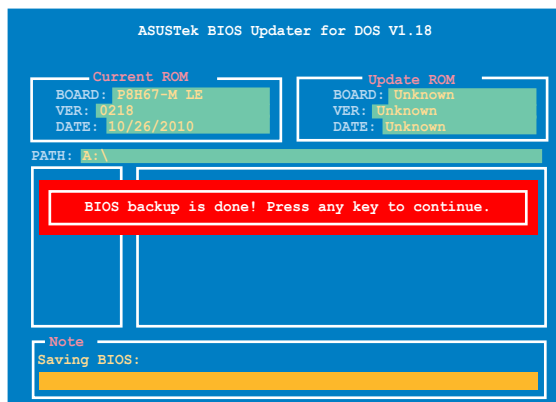 ASUSTek BIOS Updater for DOS V1.18
Current ROM
BOARD: P8H67-M LE
VER: 0218
DATE: 10/26/2010
Update ROM
BOARD: Unknown
VER: Unknown
DATE: Unknown
PATH: A:\
BIOS backup is done! Press any key to continue.
Note
Saving BIOS: